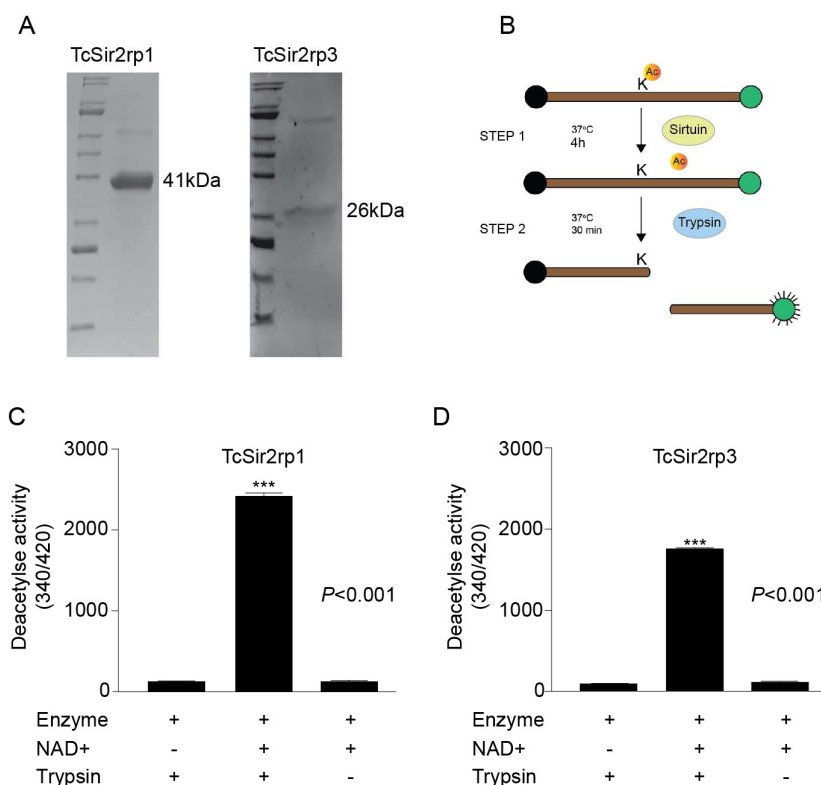 A
TcSir2rp1
TcSir2rp3
41kDa
26kDa
B
Ac
K
STEP 1
37°C
4h
Sirtuin
Ac
K
STEP 2
37°C
30 min
Trypsin
K
C
TcSir2rp1
Deacetylse activity
(340/420)
3000
2000
1000
0
***
P<0.001
Enzyme + + +
NAD+ - + +
Trypsin + + -
D
TcSir2rp3
Deacetylse activity
(340/420)
3000
2000
1000
0
***
P<0.001
Enzyme + + +
NAD+ - + +
Trypsin + + -